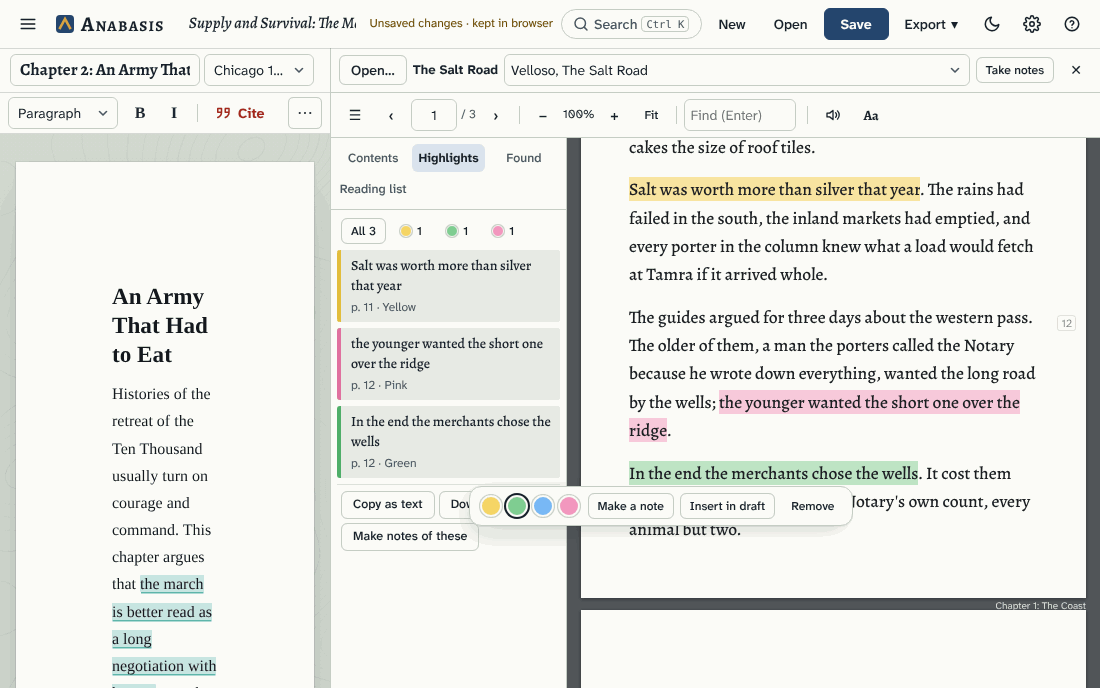 ANABASIS
Supply and Survival: The M
Unsaved changes · kept in browser
Search Ctrl K
New
Open
Save
Export ▾
Chapter 2: An Army That
Chicago 1...
Open...
The Salt Road
Velloso, The Salt Road
Take notes
Paragraph
B
I
Cite
1 / 3
100%
Fit
Find (Enter)
Aa
An Army
That Had
to Eat
Histories of the
retreat of the
Ten Thousand
usually turn on
courage and
command. This
chapter argues
that the march
is better read as
a long
negotiation with
Contents
Highlights
Found
Reading list
All 3
1
1
1
Salt was worth more than silver
that year
p. 11 · Yellow
the younger wanted the short one
over the ridge
p. 12 · Pink
In the end the merchants chose the
wells
p. 12 · Green
Copy as text
Make notes of these
cakes the size of roof tiles.
Salt was worth more than silver that year. The rains had
failed in the south, the inland markets had emptied, and
every porter in the column knew what a load would fetch
at Tamra if it arrived whole.
The guides argued for three days about the western pass.
12
The older of them, a man the porters called the Notary
because he wrote down everything, wanted the long road
by the wells; the younger wanted the short one over the
ridge.
In the end the merchants chose the wells. It cost them
Make a note
Insert in draft
Remove
Notary's own count, every
animal but two.
Chapter 1: The Coast